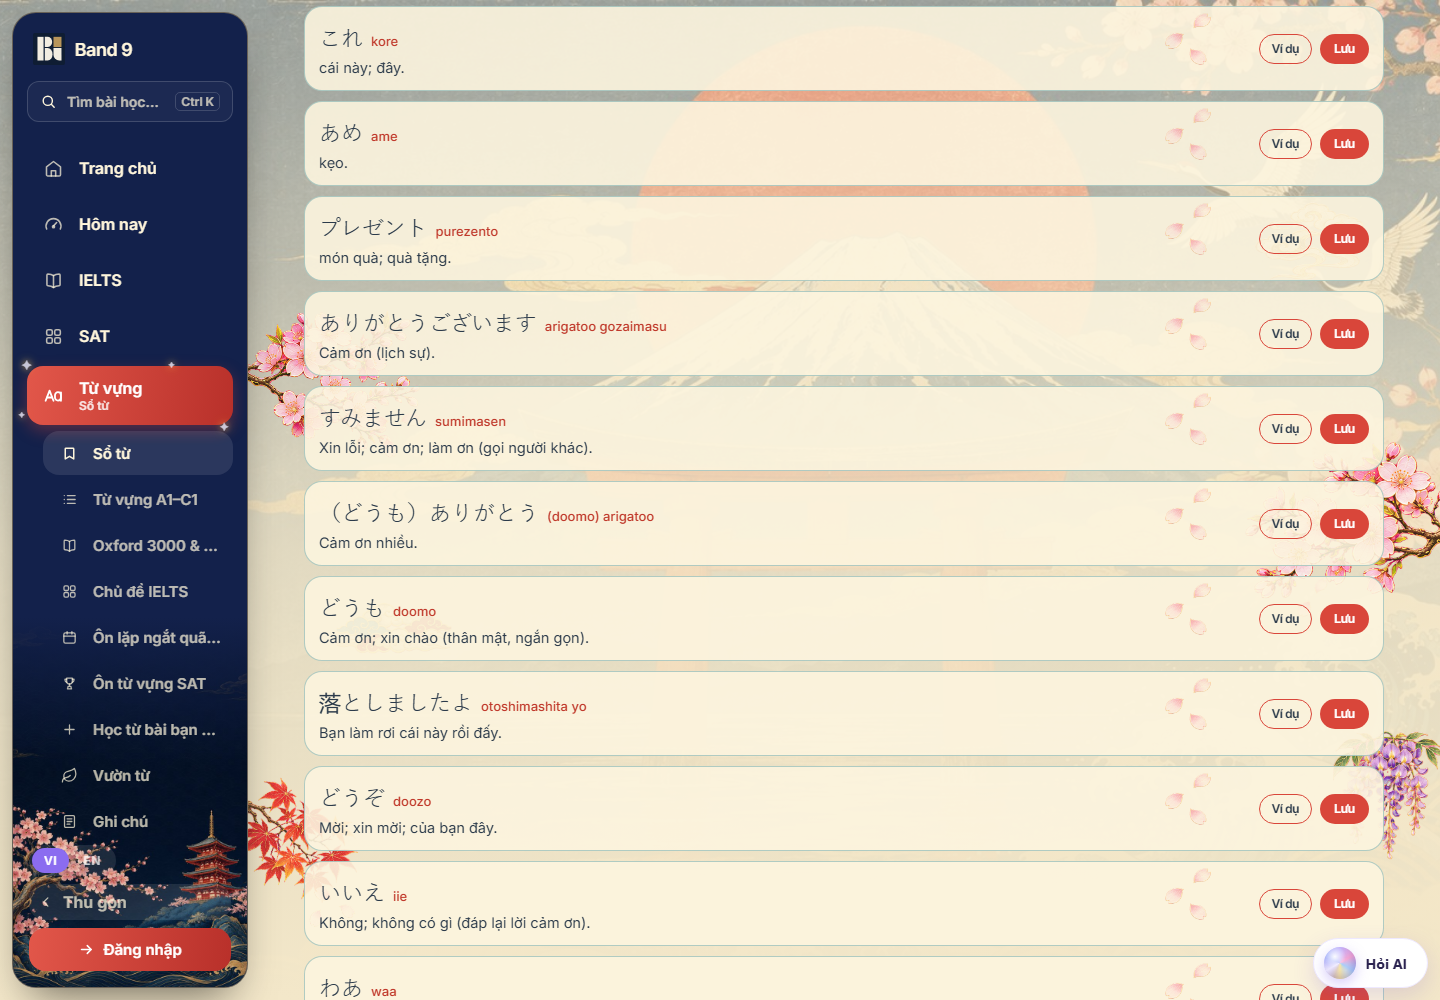 Band 9
Tìm bài học... Ctrl K
Trang chủ
Hôm nay
IELTS
SAT
Từ vựng
Sổ từ
Sổ từ
Từ vựng A1–C1
Oxford 3000 & ...
Chủ đề IELTS
Ôn lặp ngắt quã...
Ôn từ vựng SAT
Học từ bài bạn ...
Vườn từ
Ghi chú
VI EN
Thu gọn
Đăng nhập
これ kore
cái này; đây.
Ví dụ Lưu
あめ ame
kẹo.
Ví dụ Lưu
プレゼント purezento
món quà; quà tặng.
Ví dụ Lưu
ありがとうございます arigatoo gozaimasu
Cảm ơn (lịch sự).
Ví dụ Lưu
すみません sumimasen
Xin lỗi; cảm ơn; làm ơn (gọi người khác).
Ví dụ Lưu
（どうも）ありがとう (doomo) arigatoo
Cảm ơn nhiều.
Ví dụ Lưu
どうも doomo
Cảm ơn; xin chào (thân mật, ngắn gọn).
Ví dụ Lưu
落としましたよ otoshimashita yo
Bạn làm rơi cái này rồi đấy.
Ví dụ Lưu
どうぞ doozo
Mời; xin mời; của bạn đây.
Ví dụ Lưu
いいえ iie
Không; không có gì (đáp lại lời cảm ơn).
Ví dụ Lưu
わあ waa
Ví dụ Lưu
Hỏi AI